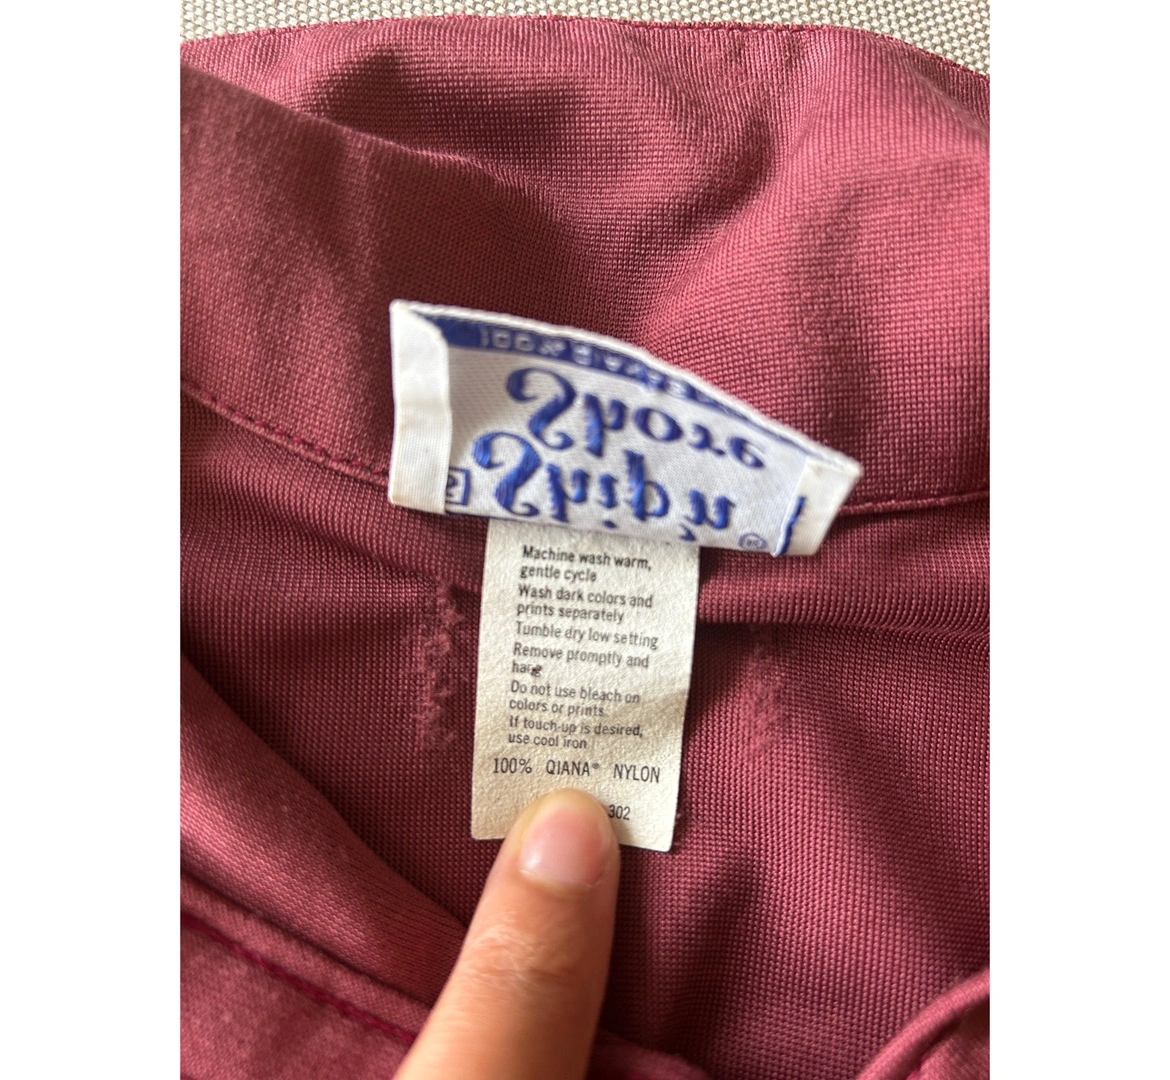 Ship'n
Shore
®
Machine wash warm,
gentle cycle
Wash dark colors and
prints separately
Tumble dry low setting
Remove promptly and
hang
Do not use bleach on
colors or prints
If touch-up is desired,
use cool iron
100% QIANA® NYLON
302